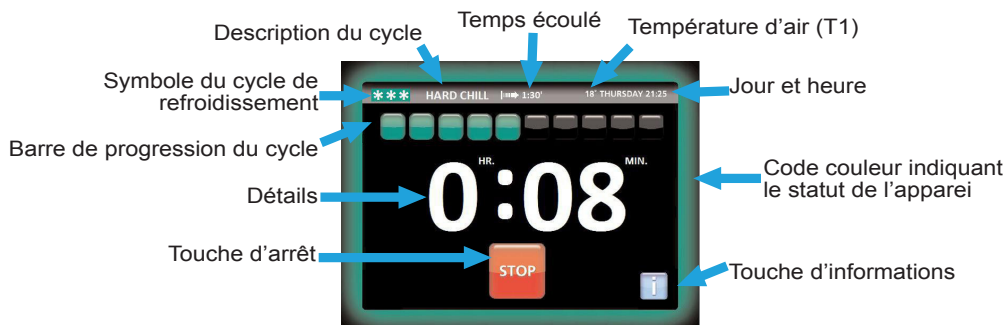 Temps écoulé
Description du cycle
Température d’air (T1)
Symbole du cycle de
refroidissement
Jour et heure
*** HARD CHILL 1:30' 18° THURSDAY 21:25
Barre de progression du cycle
HR. MIN.
0:08
Code couleur indiquant
le statut de l’apparei
Détails
Touche d’arrêt
STOP
i
Touche d’informations